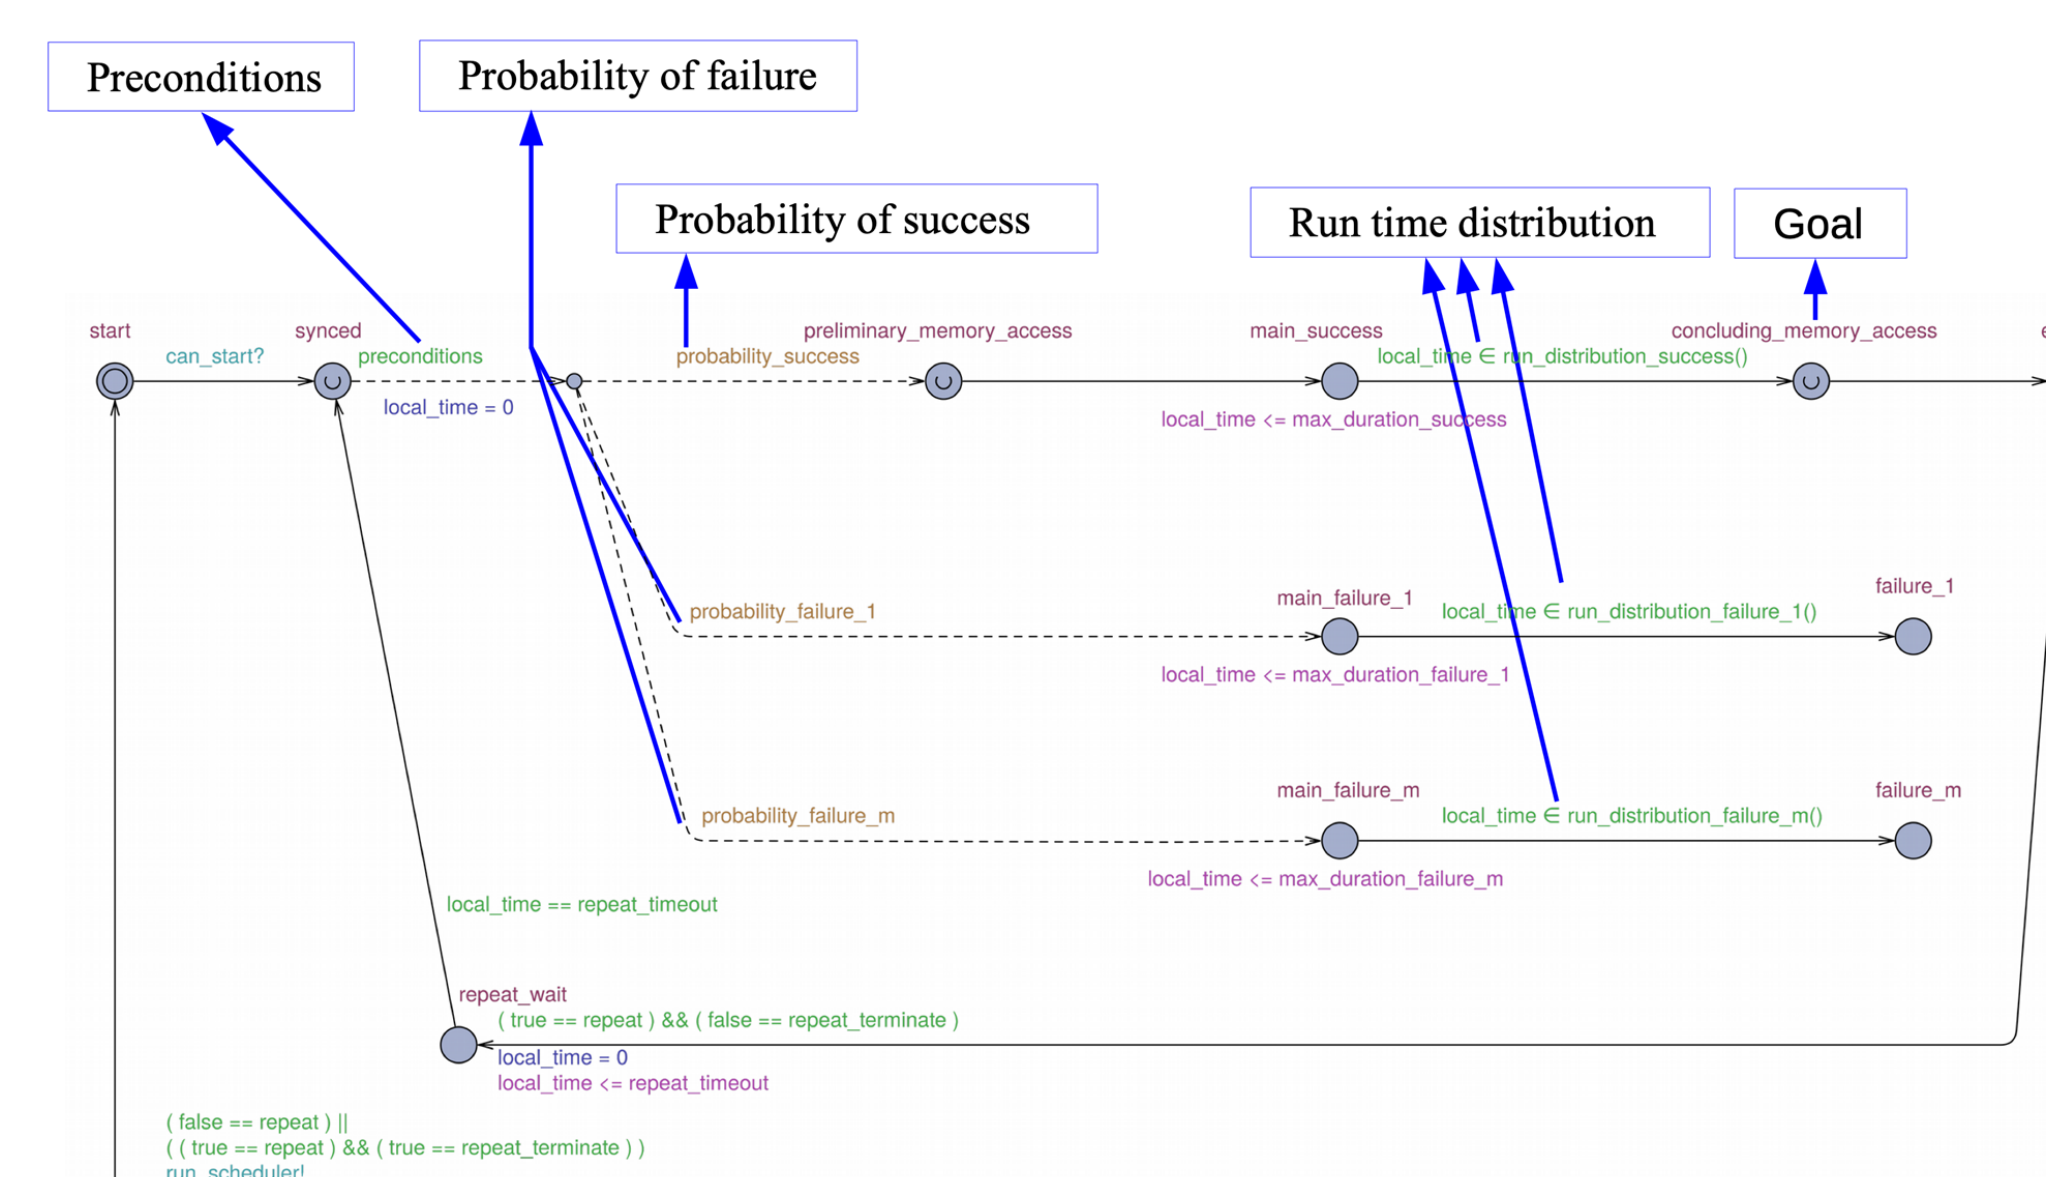 Preconditions
Probability of failure
Probability of success
Run time distribution
Goal
start
synced
preliminary_memory_access
main_success
concluding_memory_access
can_start?
preconditions
probability_success
local_time ∈ run_distribution_success()
local_time = 0
local_time <= max_duration_success
main_failure_1
failure_1
probability_failure_1
local_time ∈ run_distribution_failure_1()
local_time <= max_duration_failure_1
main_failure_m
failure_m
probability_failure_m
local_time ∈ run_distribution_failure_m()
local_time <= max_duration_failure_m
local_time == repeat_timeout
repeat_wait
( true == repeat ) && ( false == repeat_terminate )
local_time = 0
local_time <= repeat_timeout
( false == repeat ) ||
( ( true == repeat ) && ( true == repeat_terminate ) )
run_scheduler!